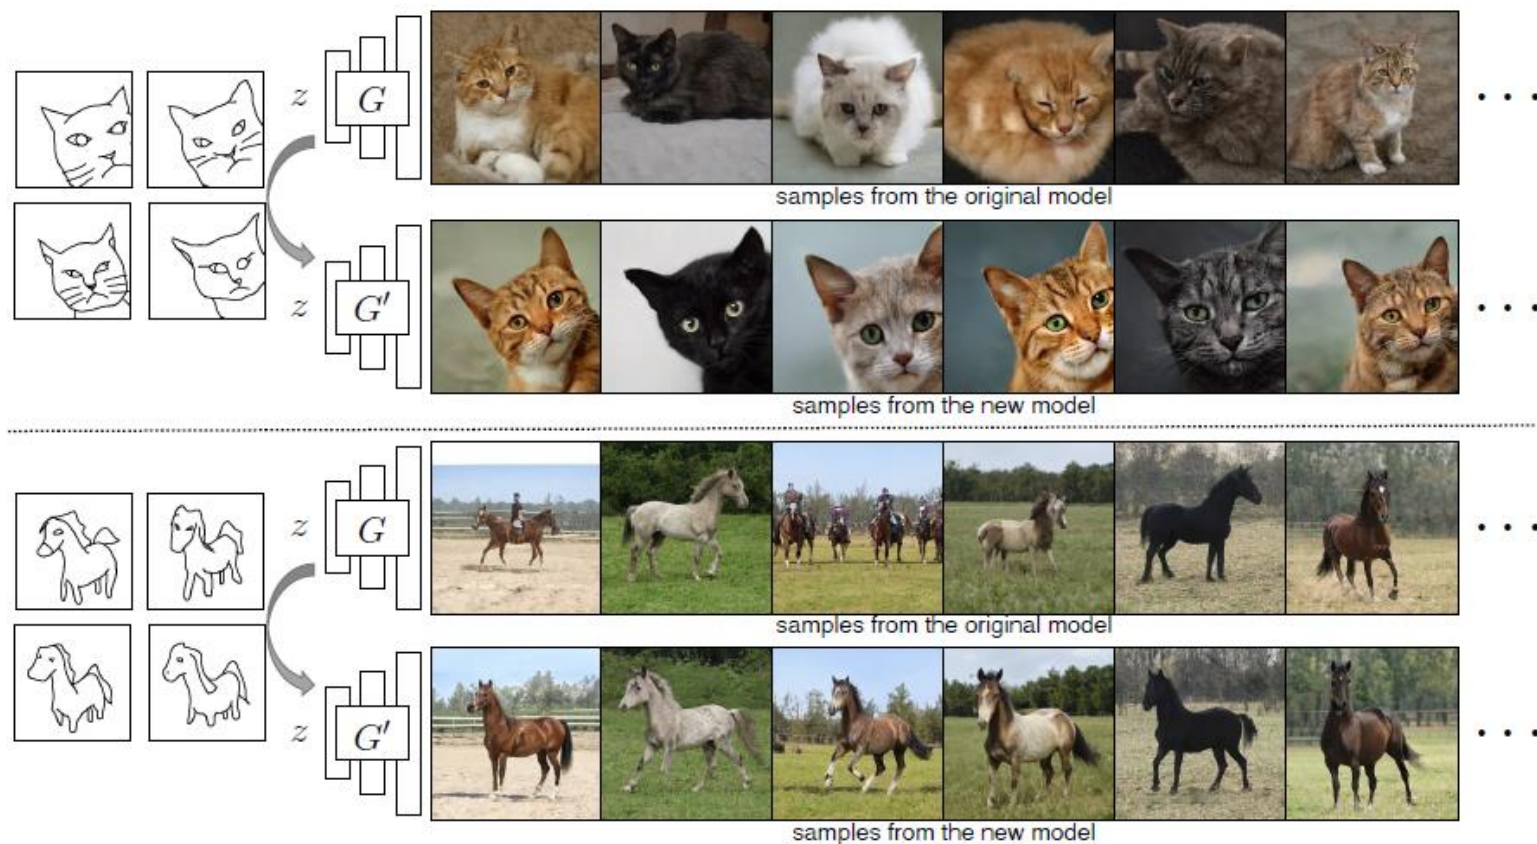 z
G
samples from the original model
z
G′
samples from the new model
z
G
samples from the original model
z
G′
samples from the new model